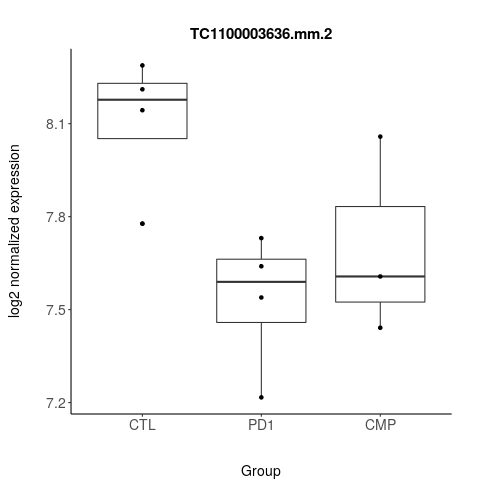 TC1100003636.mm.2
log2 normalized expression
8.1
7.8
7.5
7.2
CTL
PD1
CMP
Group